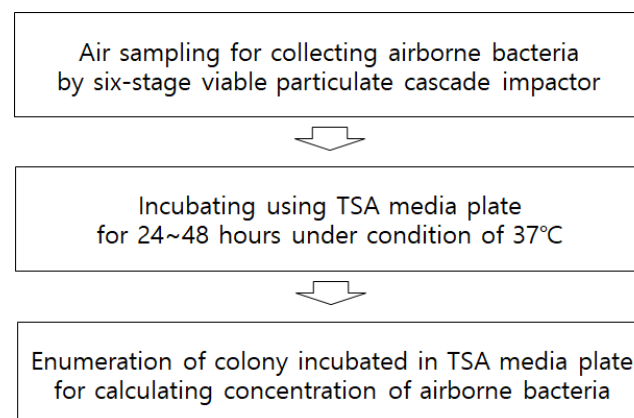 Air sampling for collecting airborne bacteria
by six-stage viable particulate cascade impactor
Incubating using TSA media plate
for 24~48 hours under condition of 37℃
Enumeration of colony incubated in TSA media plate
for calculating concentration of airborne bacteria